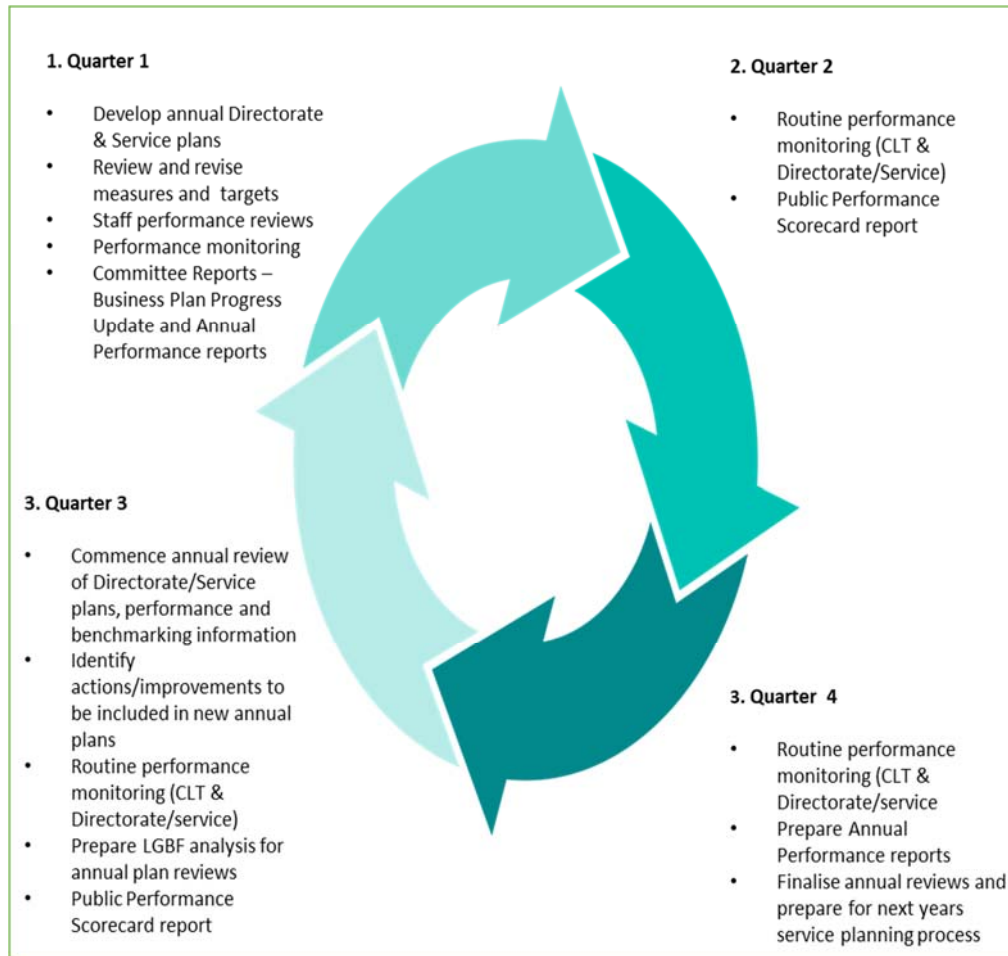 1. Quarter 1
• Develop annual Directorate
& Service plans
• Review and revise
measures and targets
• Staff performance reviews
• Performance monitoring
• Committee Reports –
Business Plan Progress
Update and Annual
Performance reports
2. Quarter 2
• Routine performance
monitoring (CLT &
Directorate/Service)
• Public Performance
Scorecard report
3. Quarter 3
• Commence annual review
of Directorate/Service
plans, performance and
benchmarking information
• Identify
actions/improvements to
be included in new annual
plans
• Routine performance
monitoring (CLT &
Directorate/service)
• Prepare LGBF analysis for
annual plan reviews
• Public Performance
Scorecard report
3. Quarter 4
• Routine performance
monitoring (CLT &
Directorate/service
• Prepare Annual
Performance reports
• Finalise annual reviews and
prepare for next years
service planning process